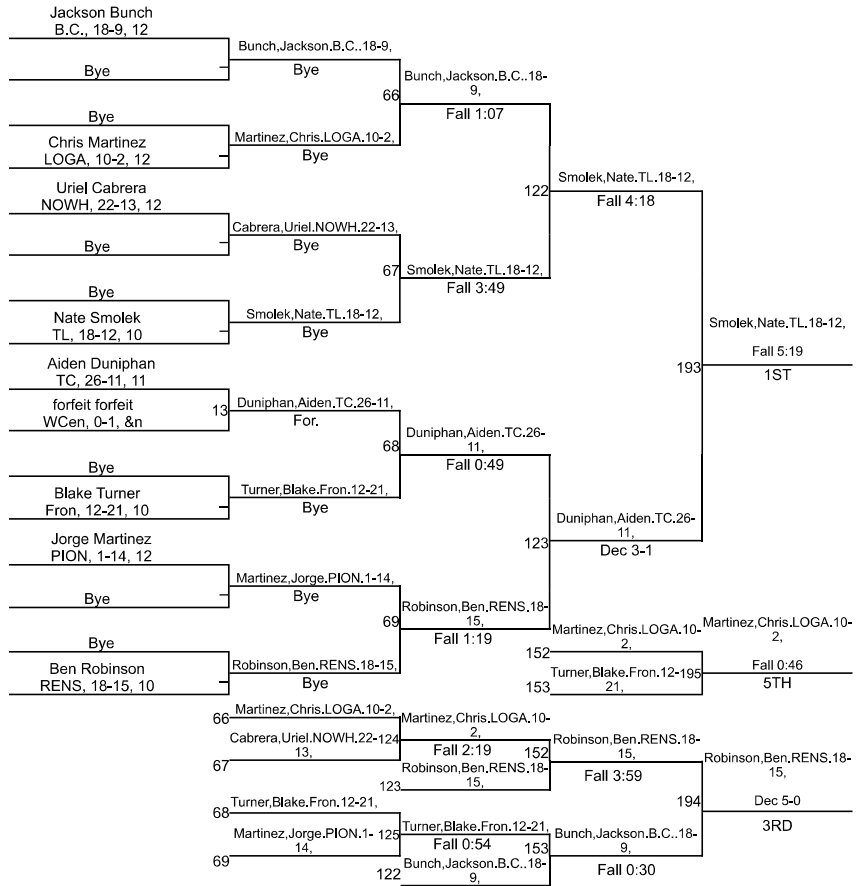 Jackson Bunch
B.C., 18-9, 12
Bye
Bye
Chris Martinez
LOGA, 10-2, 12
Uriel Cabrera
NOWH, 22-13, 12
Bye
Bye
Nate Smolek
TL, 18-12, 10
Aiden Duniphan
TC, 26-11, 11
forfeit forfeit
WCen, 0-1, &n
Bye
Blake Turner
Fron, 12-21, 10
Jorge Martinez
PION, 1-14, 12
Bye
Bye
Ben Robinson
RENS, 18-15, 10
Bunch,Jackson.B.C..18-9,
Bye
Martinez,Chris.LOGA.10-2,
Bye
Cabrera,Uriel.NOWH.22-13,
Bye
Smolek,Nate.TL.18-12,
Bye
13
Duniphan,Aiden.TC.26-11,
For.
Turner,Blake.Fron.12-21,
Bye
Martinez,Jorge.PION.1-14,
Bye
Robinson,Ben.RENS.18-15,
Bye
66
Bunch,Jackson.B.C..18-
9,
Fall 1:07
67
Smolek,Nate.TL.18-12,
Fall 3:49
68
Duniphan,Aiden.TC.26-
11,
Fall 0:49
69
Robinson,Ben.RENS.18-
15,
Fall 1:19
122
Smolek,Nate.TL.18-12,
Fall 4:18
123
Duniphan,Aiden.TC.26-
11,
Dec 3-1
193
Smolek,Nate.TL.18-12,
Fall 5:19
1ST
152
Martinez,Chris.LOGA.10-
2,
153
Turner,Blake.Fron.12-
21,
195
Martinez,Chris.LOGA.10-
2,
Fall 0:46
5TH
66
Martinez,Chris.LOGA.10-2,
67
Cabrera,Uriel.NOWH.22-
13,
124
Martinez,Chris.LOGA.10-
2,
Fall 2:19
123
Robinson,Ben.RENS.18-
15,
152
Robinson,Ben.RENS.18-
15,
Fall 3:59
68
Turner,Blake.Fron.12-21,
69
Martinez,Jorge.PION.1-
14,
125
Turner,Blake.Fron.12-21,
Fall 0:54
122
Bunch,Jackson.B.C..18-
9,
153
Bunch,Jackson.B.C..18-
9,
Fall 0:30
194
Robinson,Ben.RENS.18-
15,
Dec 5-0
3RD